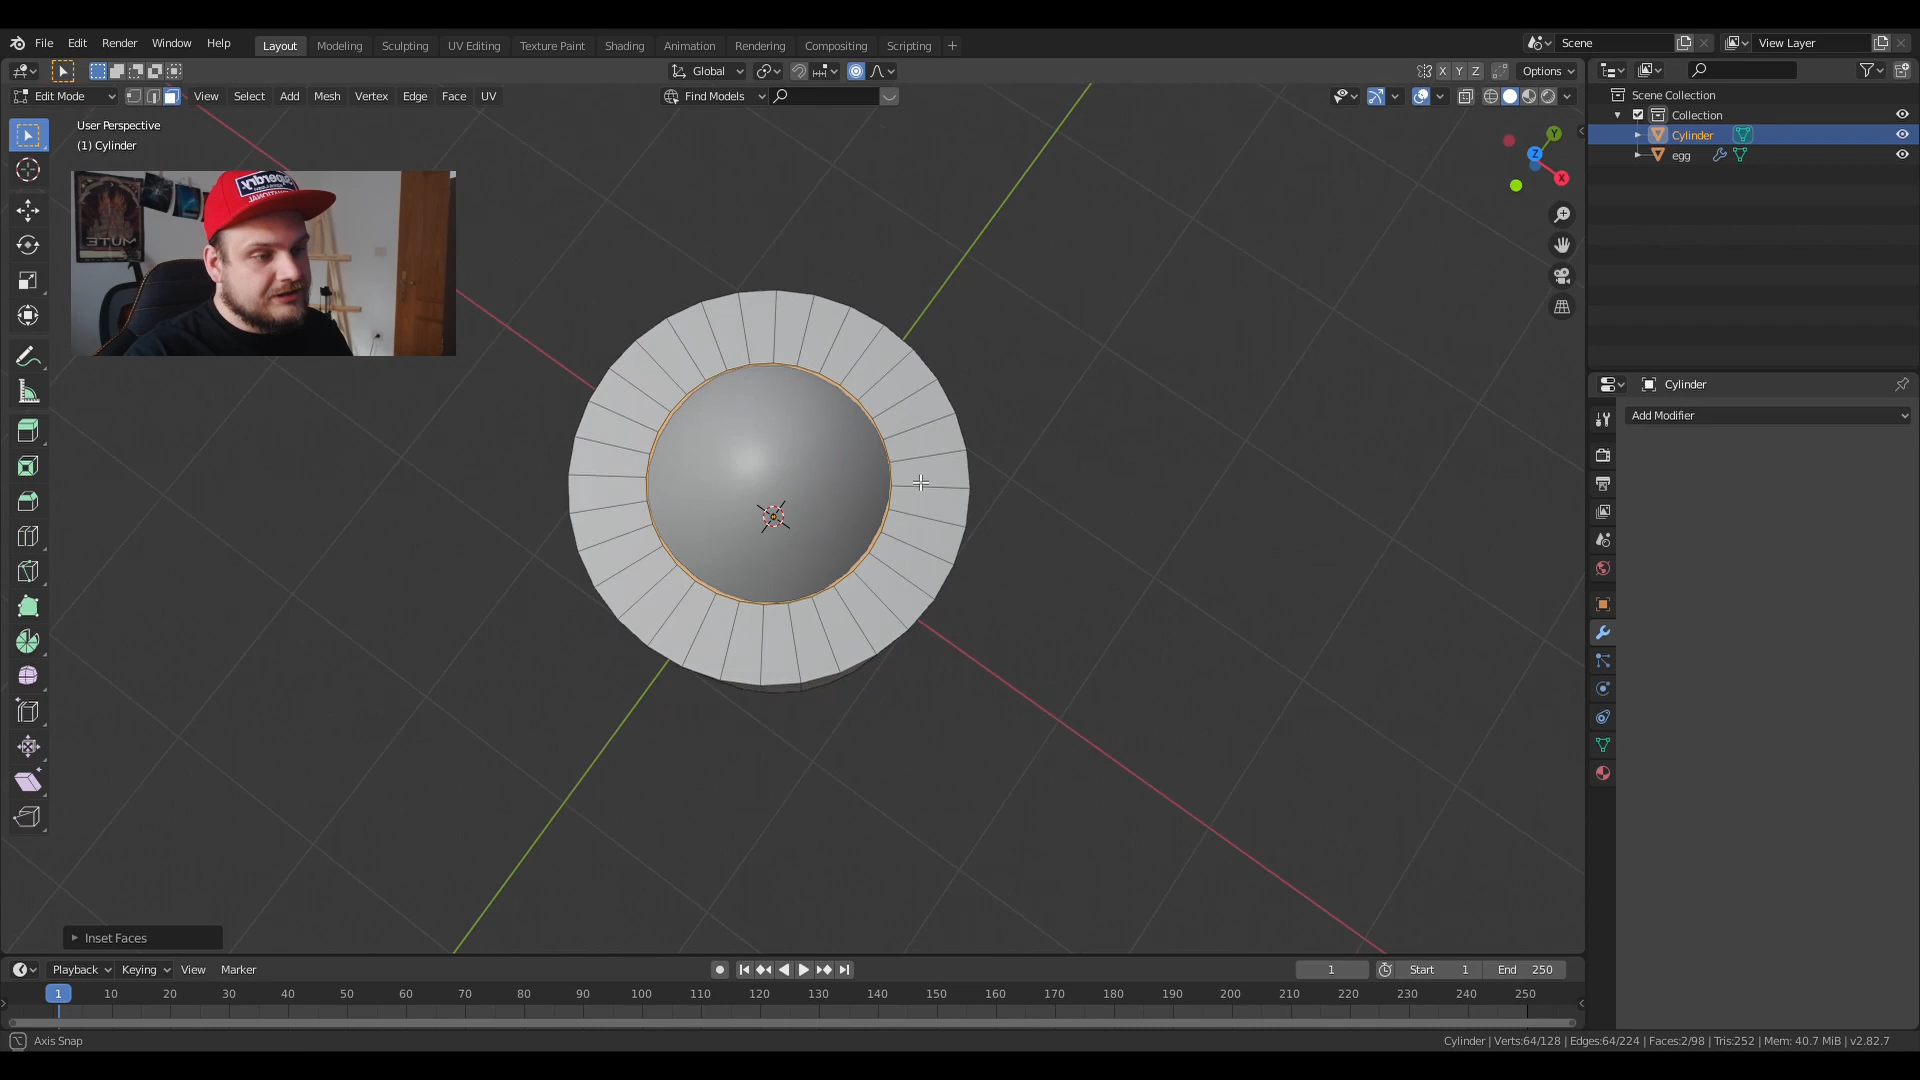 File Edit Render Window Help
Layout Modeling Sculpting UV Editing Texture Paint Shading Animation Rendering Compositing Scripting +
Scene
View Layer
Global
X Y Z
Options
Edit Mode
View Select Add Mesh Vertex Edge Face UV
Find Models
User Perspective
(1) Cylinder
Y
Z
X
Scene Collection
Collection
Cylinder
egg
Cylinder
Add Modifier
MUTE
Inset Faces
Playback Keying View Marker
1
Start 1
End 250
1 10 20 30 40 50 60 70 80 90 100 110 120 130 140 150 160 170 180 190 200 210 220 230 240 250
Axis Snap
Cylinder | Verts:64/128 | Edges:64/224 | Faces:2/98 | Tris:252 | Mem: 40.7 MiB | v2.82.7